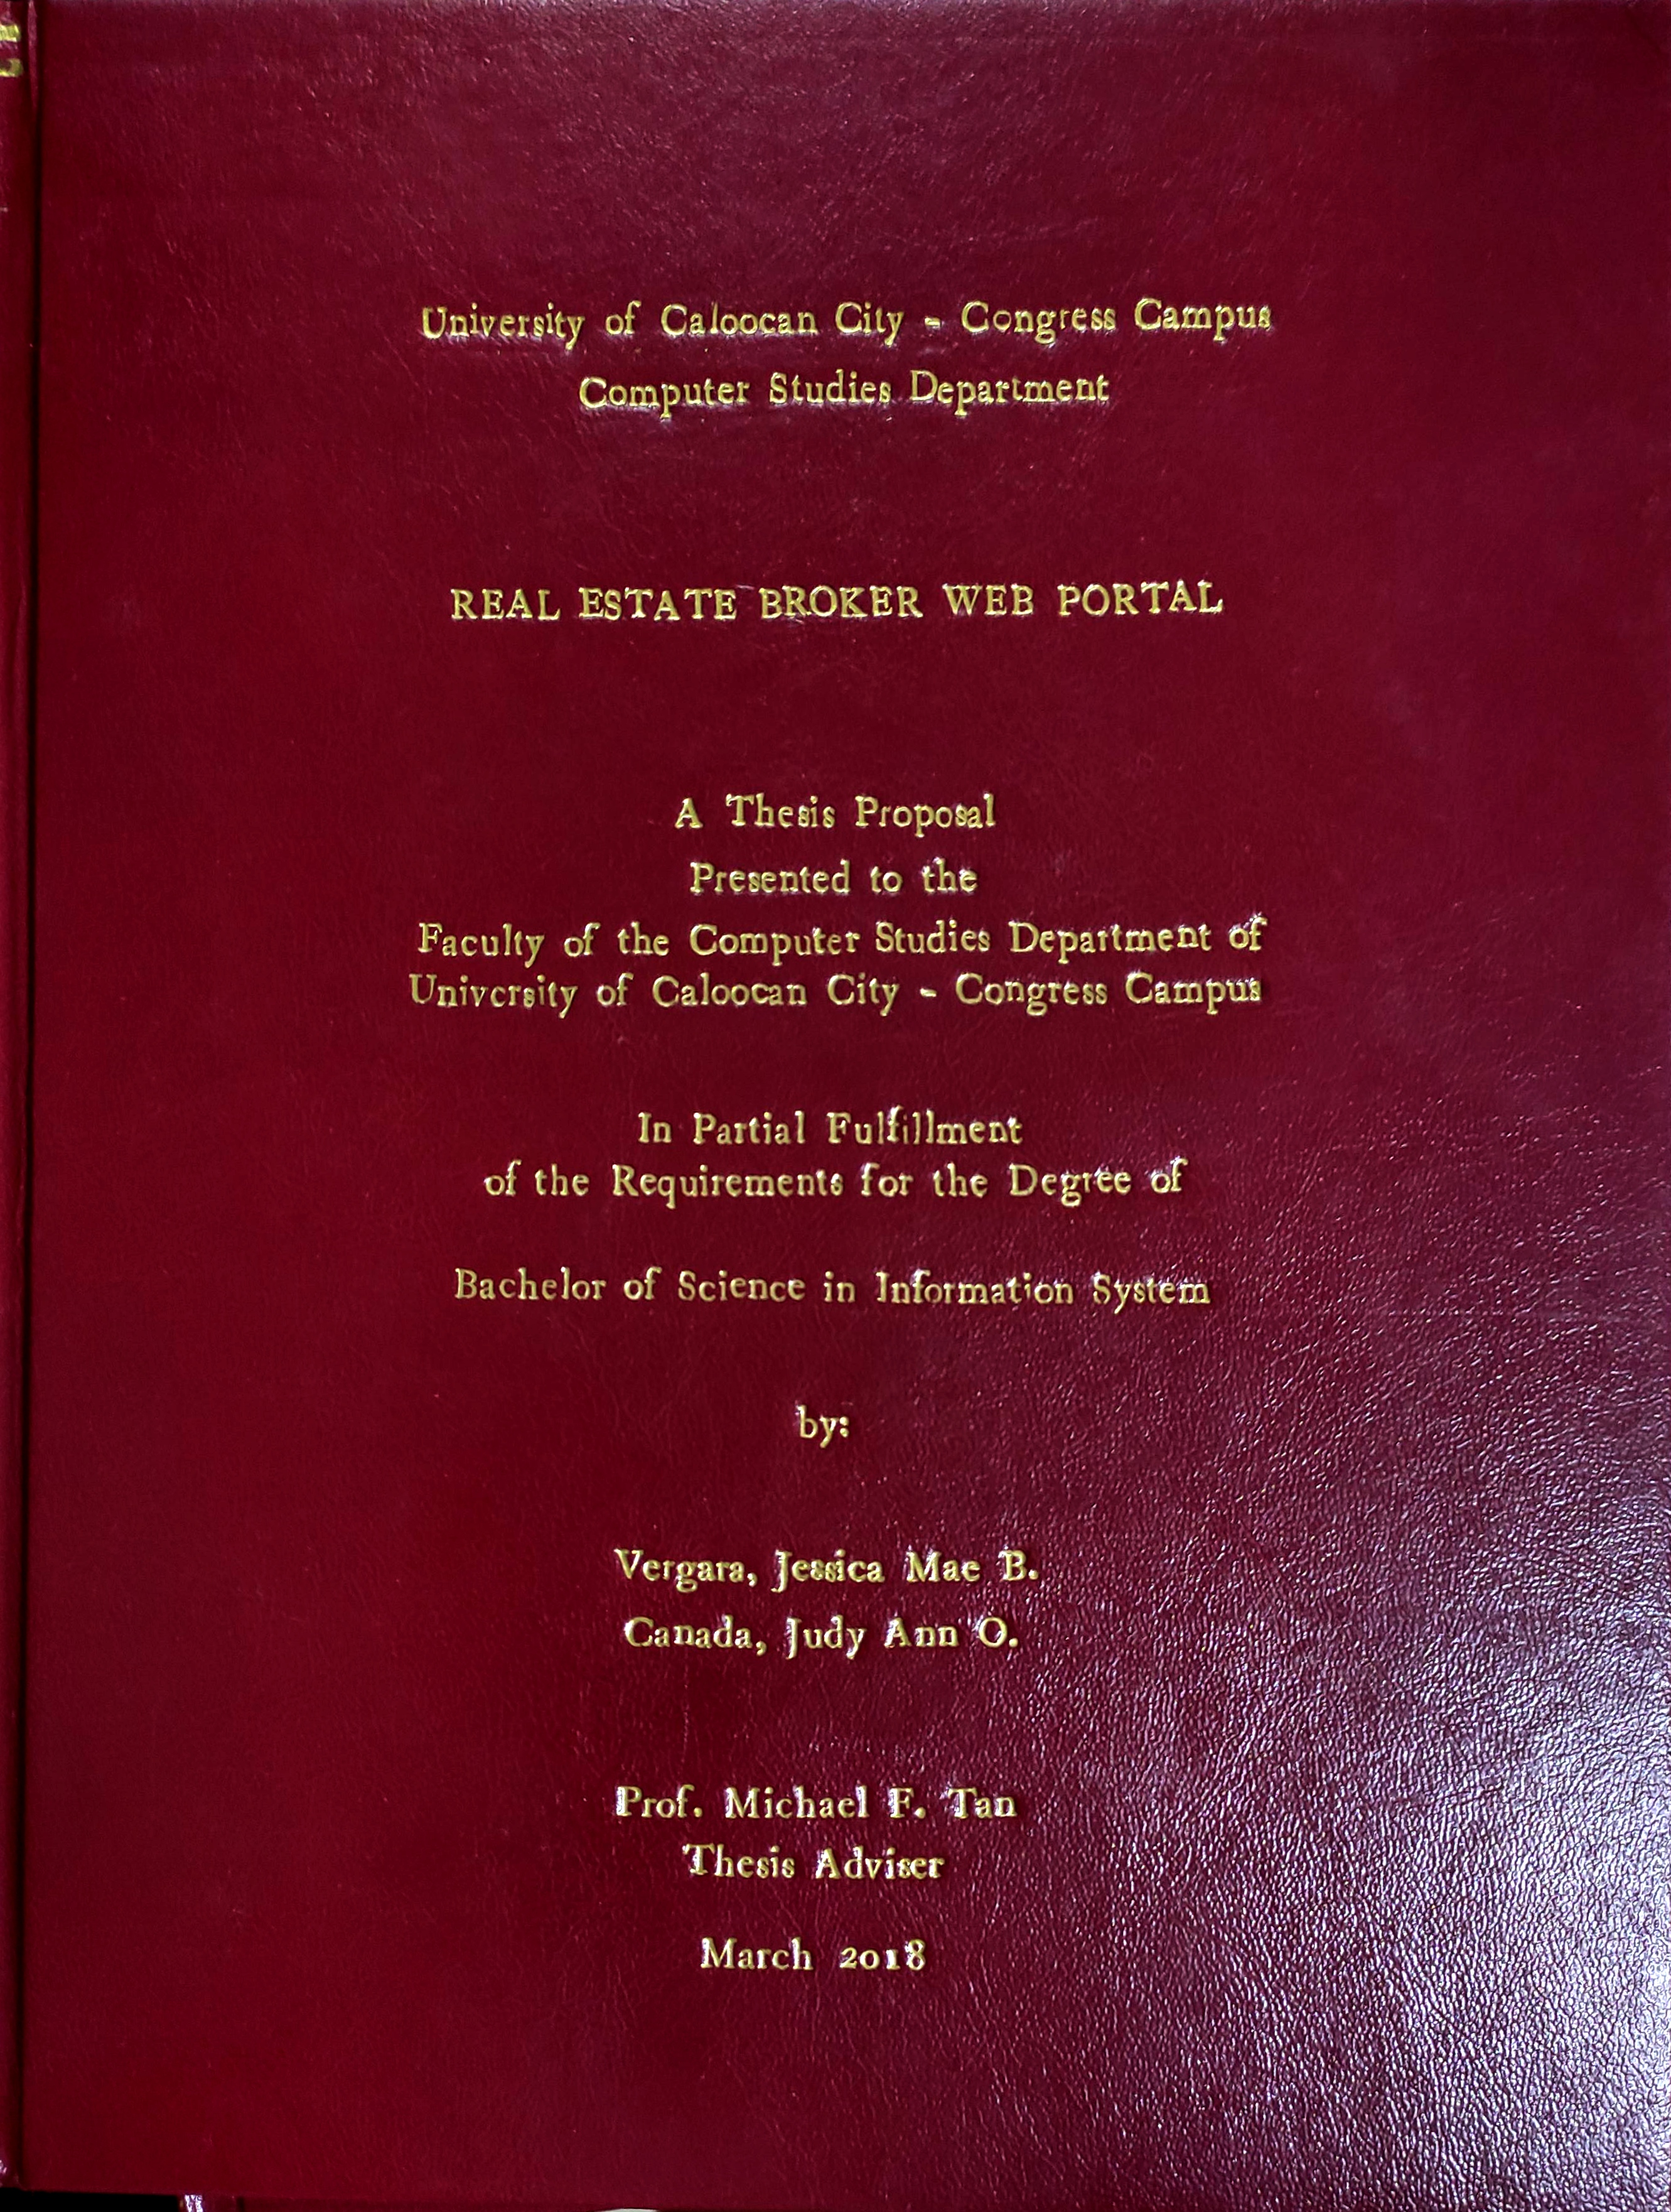 University of Caloocan City - Congress Campus
Computer Studies Department
REAL ESTATE BROKER WEB PORTAL
A Thesis Proposal
Presented to the
Faculty of the Computer Studies Department of
University of Caloocan City - Congress Campus
In Partial Fulfillment
of the Requirements for the Degree of
Bachelor of Science in Information System
by:
Vergara, Jessica Mae B.
Canada, Judy Ann O.
Prof. Michael F. Tan
Thesis Adviser
March 2018